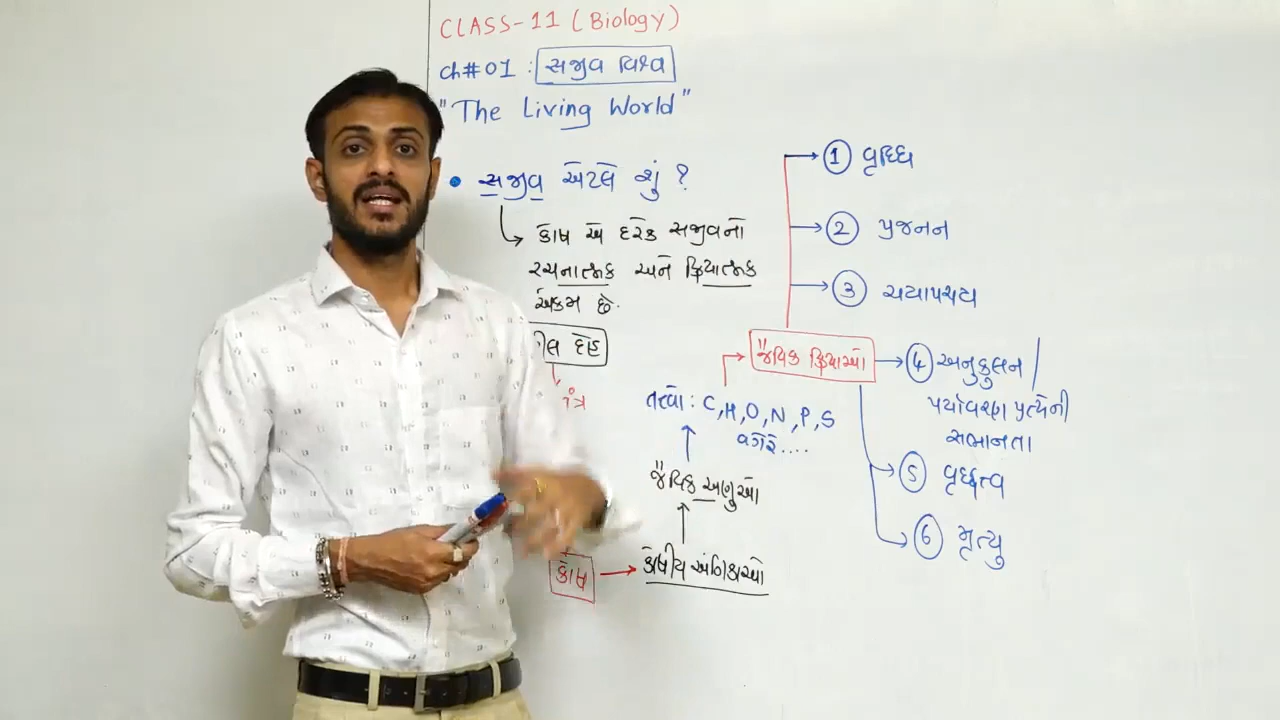 CLASS-11 (Biology)
ch#01 : સજીવ વિશ્વ
"The Living World"
• સજીવ એટલે શું ?
કોષ એ દરેક સજીવનો
રચનાત્મક અને ક્રિયાત્મક
એકમ છે.
દેહ
તંત્ર
કોષ
કોષીય અંગિકાઓ
જૈવિક અણુઓ
તત્વો : C, H, O, N, P, S
વગેરે....
જૈવિક ક્રિયાઓ
1 વૃધ્ધિ
2 પ્રજનન
3 ચયાપચય
4 અનુકુલન /
પર્યાવરણ પ્રત્યેની
સભાનતા
5 વૃદ્ધત્વ
6 મૃત્યુ